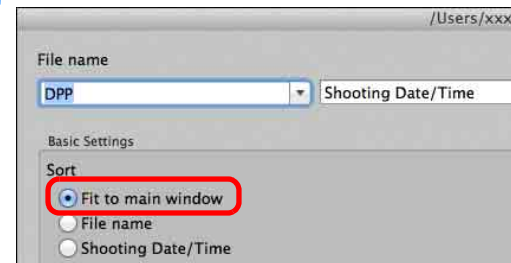 /Users/xxx
File name
DPP Shooting Date/Time
Basic Settings
Sort
Fit to main window
File name
Shooting Date/Time